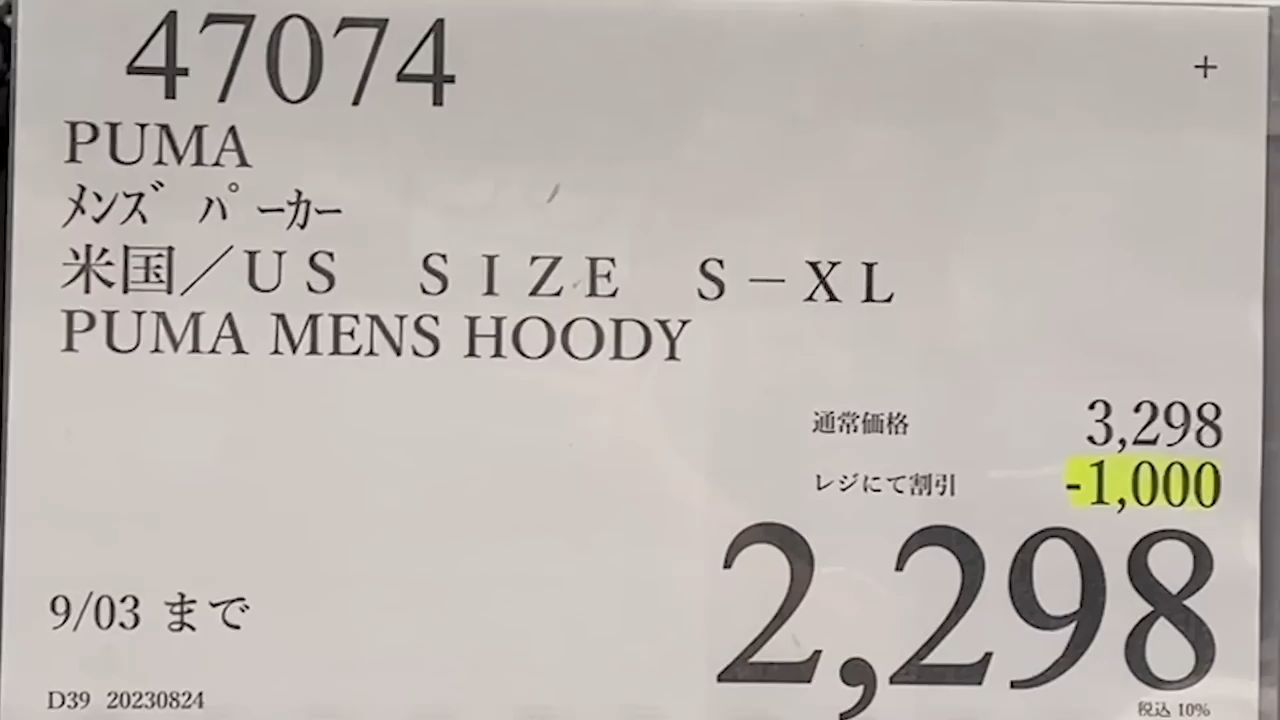 47074
+
PUMA
ﾒﾝｽﾞ ﾊﾟｰｶｰ
米国／ＵＳ　ＳＩＺＥ　Ｓ－ＸＬ
PUMA MENS HOODY
通常価格 3,298
レジにて割引 -1,000
2,298
9/03 まで
D39 20230824
税込 10%